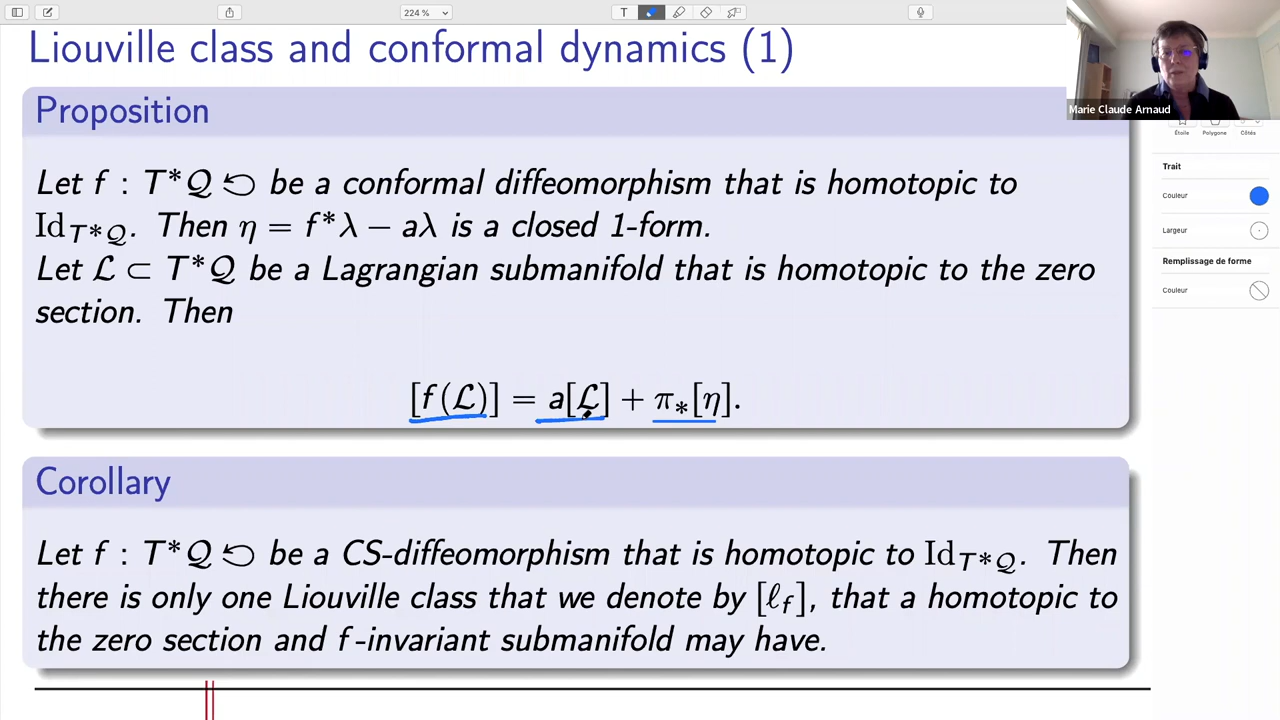 224 %
T
Liouville class and conformal dynamics (1)
Marie Claude Arnaud
Étoile Polygone Côtés
Trait
Couleur
Largeur
Remplissage de forme
Couleur
Proposition
Let f : T*𝒬 ↺ be a conformal diffeomorphism that is homotopic to
Id_{T*𝒬}. Then η = f*λ − aλ is a closed 1-form.
Let ℒ ⊂ T*𝒬 be a Lagrangian submanifold that is homotopic to the zero
section. Then
[f(ℒ)] = a[ℒ] + π_*[η].
Corollary
Let f : T*𝒬 ↺ be a CS-diffeomorphism that is homotopic to Id_{T*𝒬}. Then
there is only one Liouville class that we denote by [ℓ_f], that a homotopic to
the zero section and f-invariant submanifold may have.